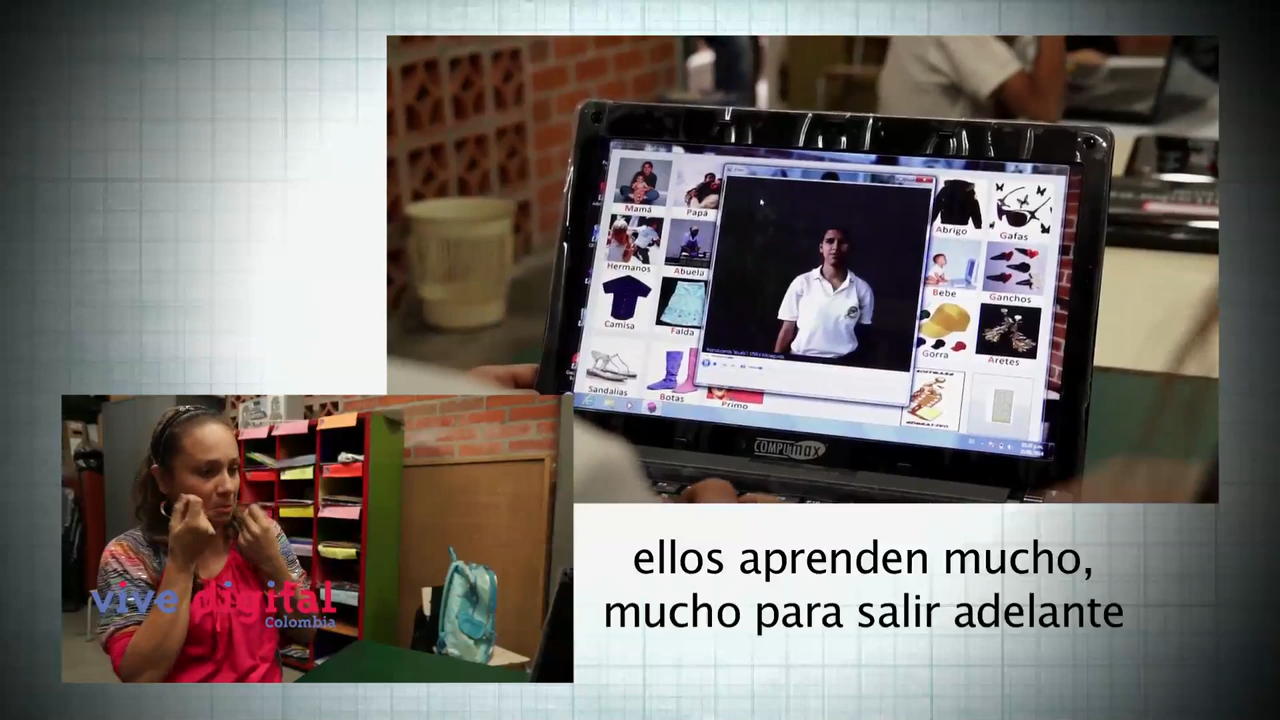 Mamá
Papá
Abrigo
Gafas
Hermanos
Abuela
Bebe
Ganchos
Camisa
Falda
Gorra
Aretes
Sandalias
Botas
Primo
COMPUMAX
vive digital
Colombia
ellos aprenden mucho,
mucho para salir adelante